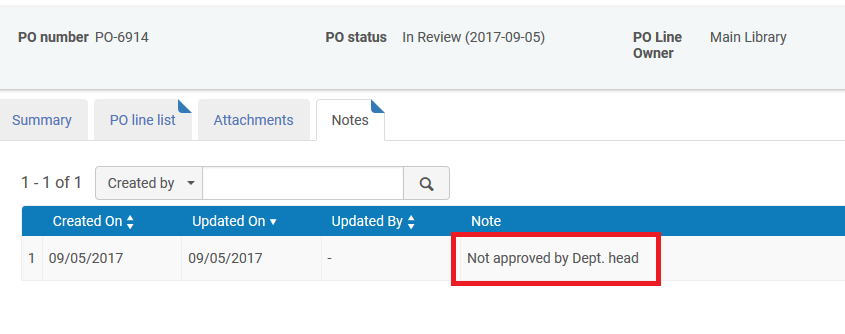 PO number PO-6914 PO status In Review (2017-09-05) PO Line Owner Main Library
Summary PO line list Attachments Notes
1 - 1 of 1 Created by
Created On Updated On Updated By Note
1 09/05/2017 09/05/2017 - Not approved by Dept. head